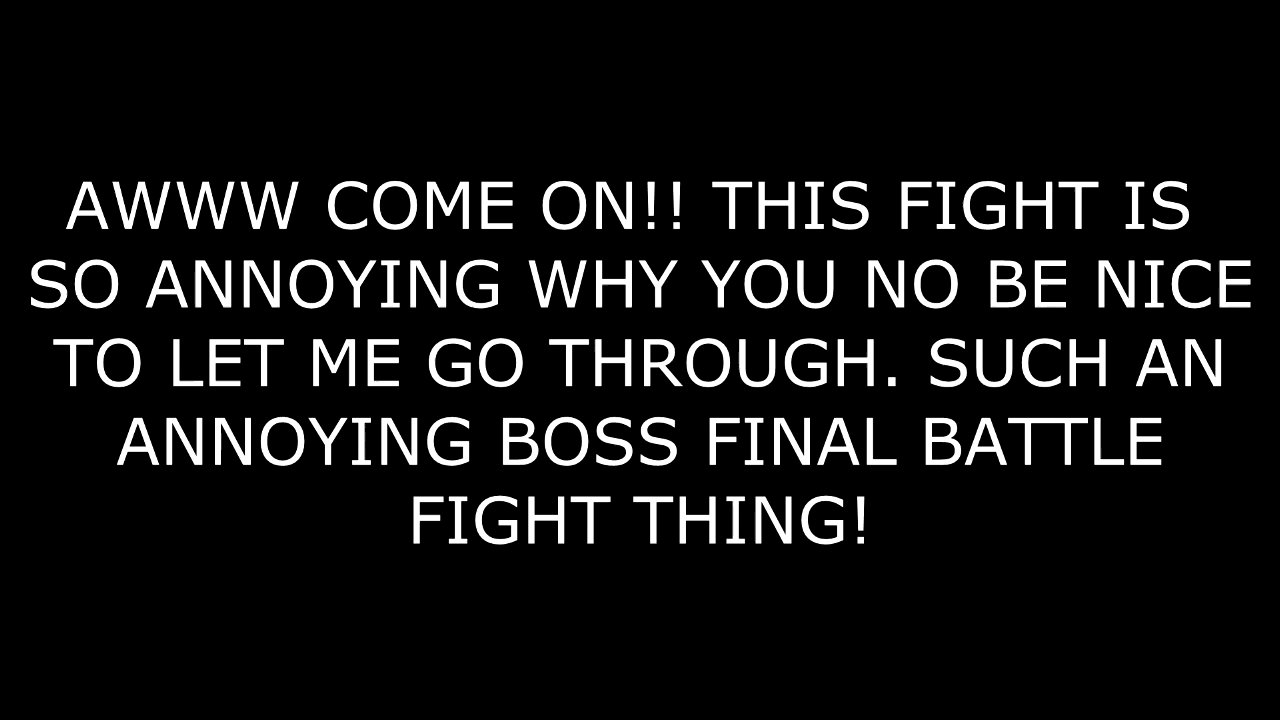 AWWW COME ON!! THIS FIGHT IS
SO ANNOYING WHY YOU NO BE NICE
TO LET ME GO THROUGH. SUCH AN
ANNOYING BOSS FINAL BATTLE
FIGHT THING!